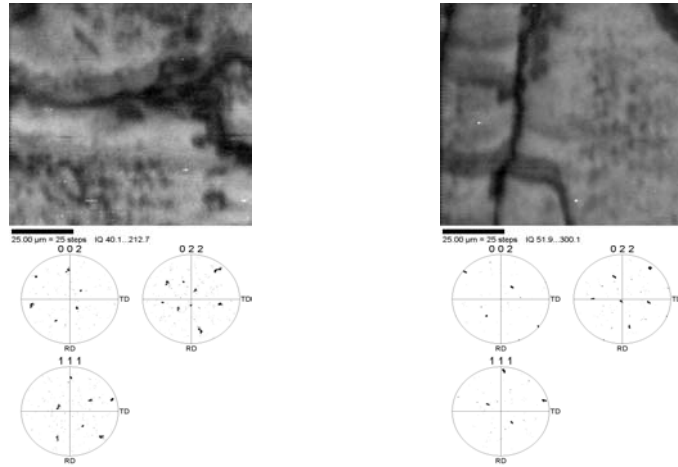 25.00 µm = 25 steps IQ 40.1...212.7
0 0 2
0 2 2
TD
TD
RD
RD
1 1 1
TD
RD
25.00 µm = 25 steps IQ 51.9...300.1
0 0 2
0 2 2
TD
RD
RD
1 1 1
TD
RD